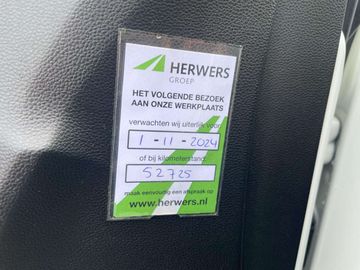 HERWERS
GROEP
HET VOLGENDE BEZOEK
AAN ONZE WERKPLAATS
verwachten wij uiterlijk voor:
1-11-2024
of bij kilometerstand:
52725
maak eenvoudig een afspraak op
www.herwers.nl